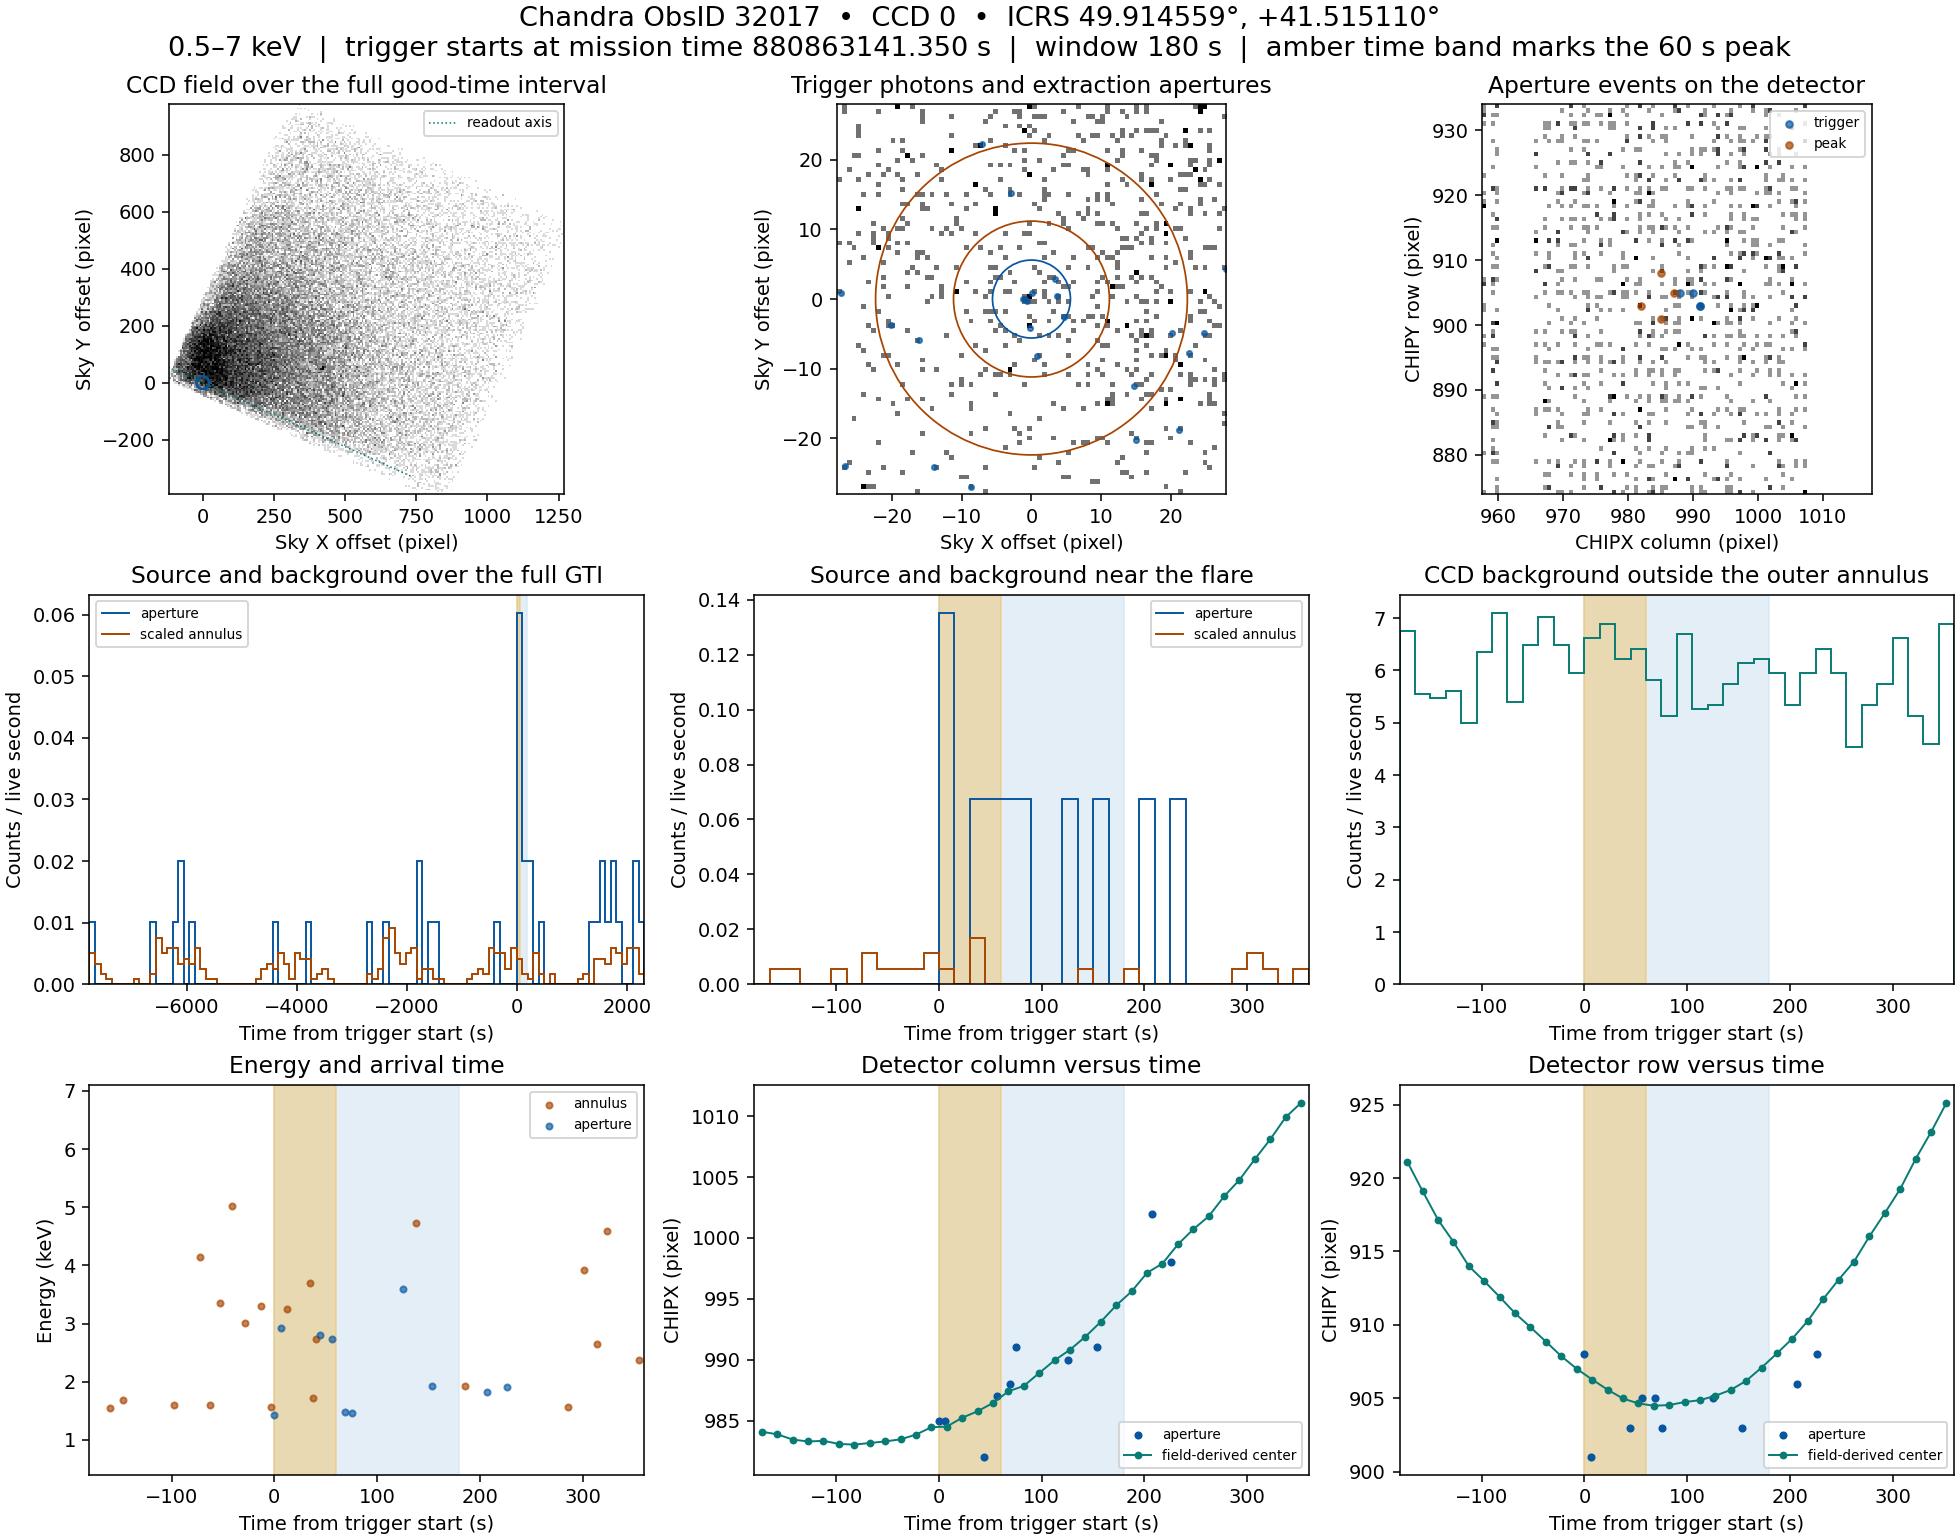 Chandra ObsID 32017  •  CCD 0  •  ICRS 49.914559°, +41.515110°
0.5–7 keV  |  trigger starts at mission time 880863141.350 s  |  window 180 s  |  amber time band marks the 60 s peak
CCD field over the full good-time interval
readout axis
800
600
400
200
0
−200
0
250
500
750
1000
1250
Sky Y offset (pixel)
Sky X offset (pixel)
Trigger photons and extraction apertures
20
10
0
−10
−20
−20
−10
0
10
20
Sky Y offset (pixel)
Sky X offset (pixel)
Aperture events on the detector
trigger
peak
930
920
910
900
890
880
960
970
980
990
1000
1010
CHIPY row (pixel)
CHIPX column (pixel)
Source and background over the full GTI
aperture
scaled annulus
0.06
0.05
0.04
0.03
0.02
0.01
0.00
−6000
−4000
−2000
0
2000
Counts / live second
Time from trigger start (s)
Source and background near the flare
aperture
scaled annulus
0.14
0.12
0.10
0.08
0.06
0.04
0.02
0.00
−100
0
100
200
300
Counts / live second
Time from trigger start (s)
CCD background outside the outer annulus
7
6
5
4
3
2
1
0
−100
0
100
200
300
Counts / live second
Time from trigger start (s)
Energy and arrival time
annulus
aperture
7
6
5
4
3
2
1
−100
0
100
200
300
Energy (keV)
Time from trigger start (s)
Detector column versus time
1010
1005
1000
995
990
985
aperture
field-derived center
−100
0
100
200
300
CHIPX (pixel)
Time from trigger start (s)
Detector row versus time
925
920
915
910
905
900
aperture
field-derived center
−100
0
100
200
300
CHIPY (pixel)
Time from trigger start (s)